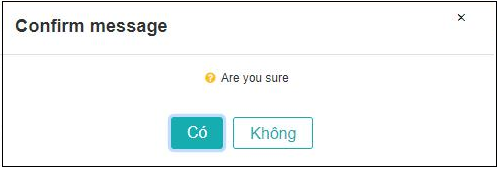 Confirm message
×
Are you sure
Có
Không